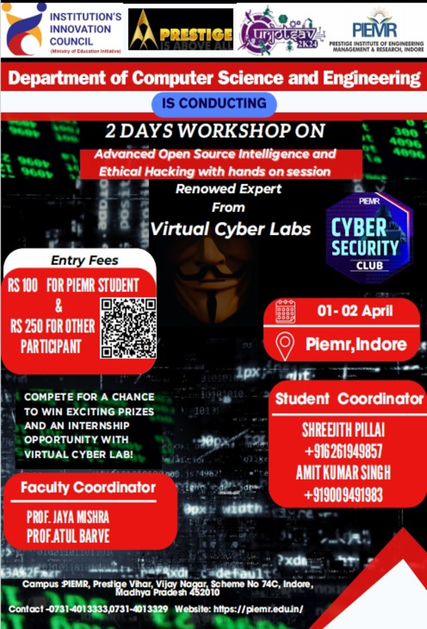 INSTITUTION'S
INNOVATION
COUNCIL
(Ministry of Education Initiative)
PRESTIGE
IS ABOVE ALL
Urjotsav
2K24
PIEMR
PRESTIGE INSTITUTE OF ENGINEERING
MANAGEMENT & RESEARCH, INDORE
Department of Computer Science and Engineering
IS CONDUCTING
2 DAYS WORKSHOP ON
Advanced Open Source Intelligence and
Ethical Hacking with hands on session
Renowed Expert
From
Virtual Cyber Labs
PIEMR
CYBER
SECURITY
CLUB
Entry Fees
RS 100 FOR PIEMR STUDENT
&
RS 250 FOR OTHER
PARTICIPANT
01- 02 April
Piemr,Indore
COMPETE FOR A CHANCE
TO WIN EXCITING PRIZES
AND AN INTERNSHIP
OPPORTUNITY WITH
VIRTUAL CYBER LAB!
Student Coordinator
SHREEJITH PILLAI
+916261949857
AMIT KUMAR SINGH
+919009491983
Faculty Coordinator
PROF. JAYA MISHRA
PROF.ATUL BARVE
Campus :PIEMR, Prestige Vihar, Vijay Nagar, Scheme No 74C, Indore,
Madhya Pradesh 452010
Contact -0731-4013333,0731-4013329 Website: https://piemr.edu.in/